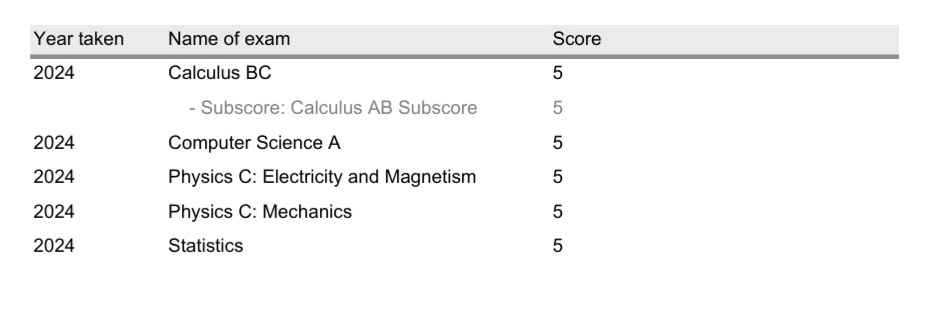 Year taken Name of exam Score
2024 Calculus BC 5
- Subscore: Calculus AB Subscore 5
2024 Computer Science A 5
2024 Physics C: Electricity and Magnetism 5
2024 Physics C: Mechanics 5
2024 Statistics 5